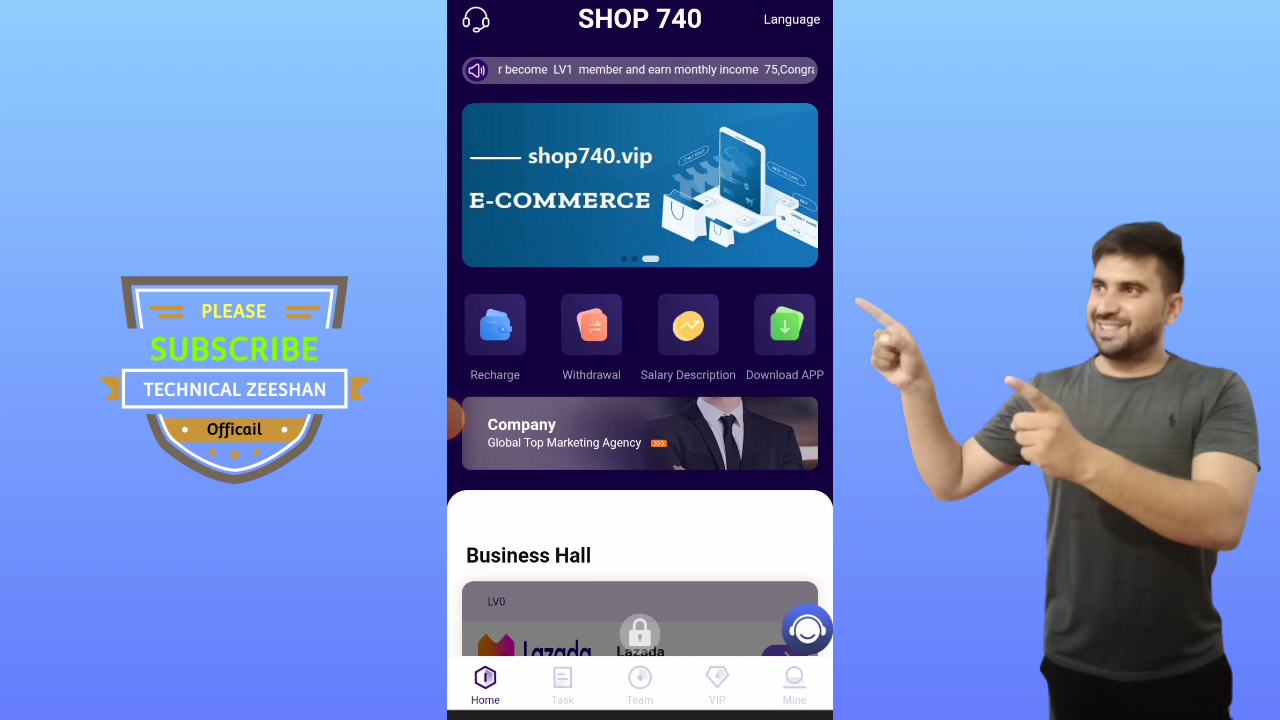 SHOP 740
Language
r become LV1 member and earn monthly income 75,Congra
shop740.vip
E-COMMERCE
Recharge
Withdrawal
Salary Description
Download APP
Company
Global Top Marketing Agency
Business Hall
LV0
Lazada
Lazada
Home
Task
Team
VIP
Mine
PLEASE
SUBSCRIBE
TECHNICAL ZEESHAN
Officail